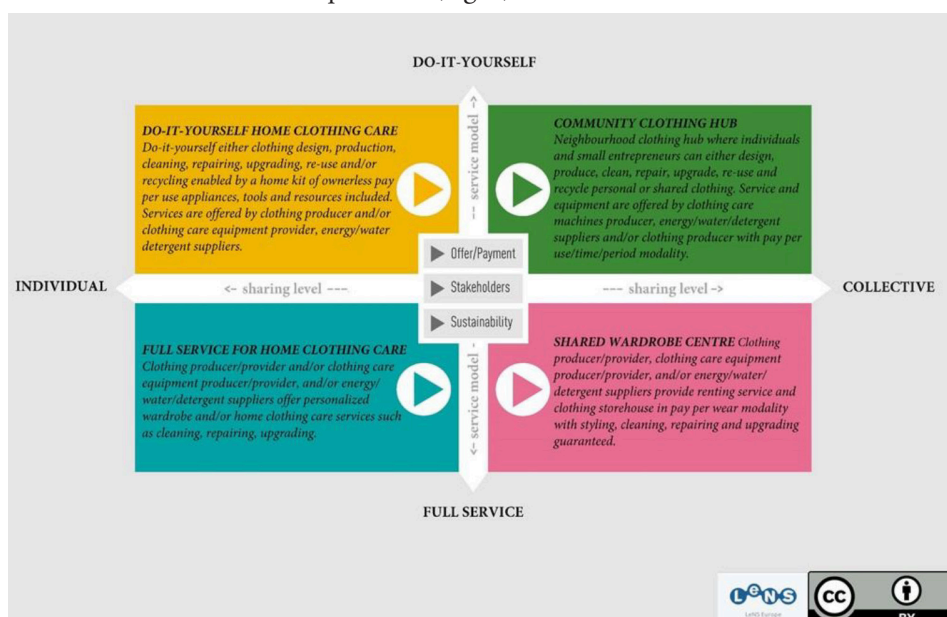 DO-IT-YOURSELF
DO-IT-YOURSELF HOME CLOTHING CARE
Do-it-yourself either clothing design, production,
cleaning, repairing, upgrading, re-use and/or
recycling enabled by a home kit of ownerless pay
per use appliances, tools and resources included.
Services are offered by clothing producer and/or
clothing care equipment provider, energy/water
detergent suppliers.
--- service model -->
COMMUNITY CLOTHING HUB
Neighbourhood clothing hub where individuals
and small entrepreneurs can either design,
produce, clean, repair, upgrade, re-use and
recycle personal or shared clothing. Service and
equipment are offered by clothing care
machines producer, energy/water/detergent
suppliers and/or clothing producer with pay per
use/time/period modality.
Offer/Payment
Stakeholders
Sustainability
INDIVIDUAL
<- sharing level ---
--- sharing level ->
COLLECTIVE
FULL SERVICE FOR HOME CLOTHING CARE
Clothing producer/provider and/or clothing care
equipment producer/provider, and/or energy/
water/detergent suppliers offer personalized
wardrobe and/or home clothing care services such
as cleaning, repairing, upgrading.
<- service model -
SHARED WARDROBE CENTRE Clothing
producer/provider, clothing care equipment
producer/provider, and/or energy/water/
detergent suppliers provide renting service and
clothing storehouse in pay per wear modality
with styling, cleaning, repairing and upgrading
guaranteed.
FULL SERVICE
LeNS
LeNS Europe
cc
BY